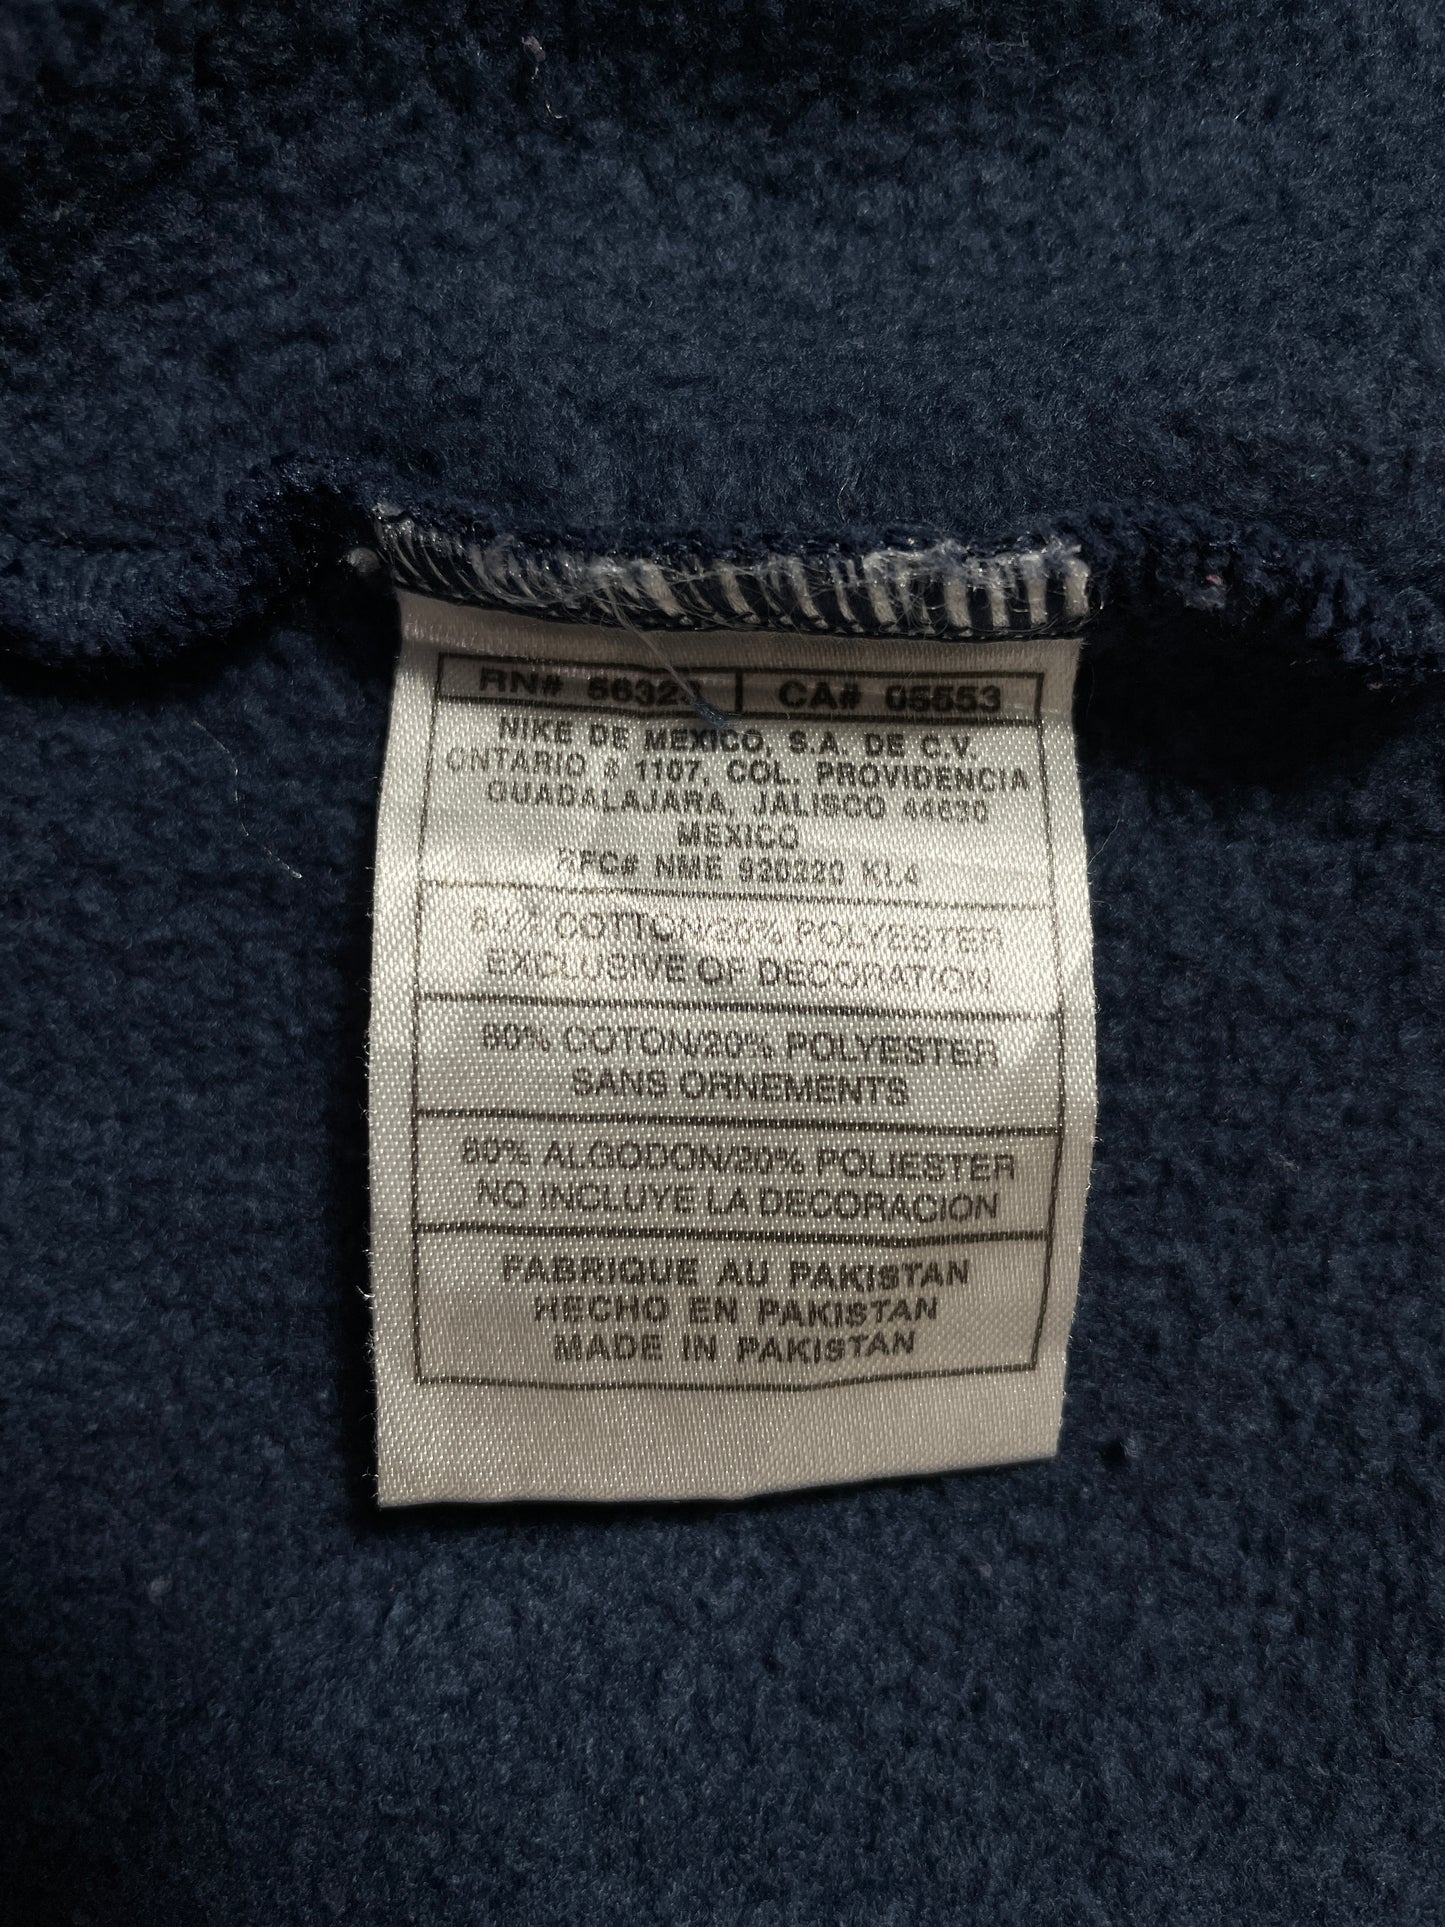 RN# 56323 | CA# 05553
NIKE DE MEXICO, S.A. DE C.V.
ONTARIO # 1107, COL. PROVIDENCIA
GUADALAJARA, JALISCO 44630
MEXICO
RFC# NME 920220 KL4
80% COTTON/20% POLYESTER
EXCLUSIVE OF DECORATION
80% COTON/20% POLYESTER
SANS ORNEMENTS
80% ALGODON/20% POLIESTER
NO INCLUYE LA DECORACION
FABRIQUE AU PAKISTAN
HECHO EN PAKISTAN
MADE IN PAKISTAN